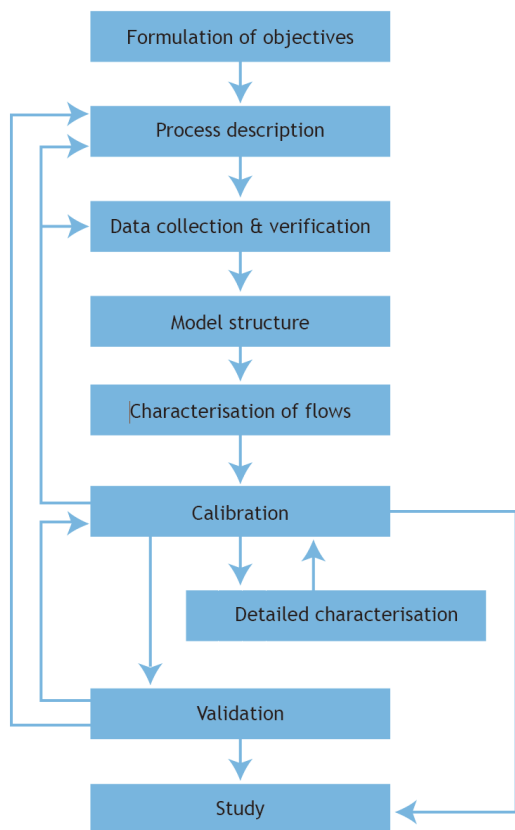 Formulation of objectives
Process description
Data collection & verification
Model structure
Characterisation of flows
Calibration
Detailed characterisation
Validation
Study